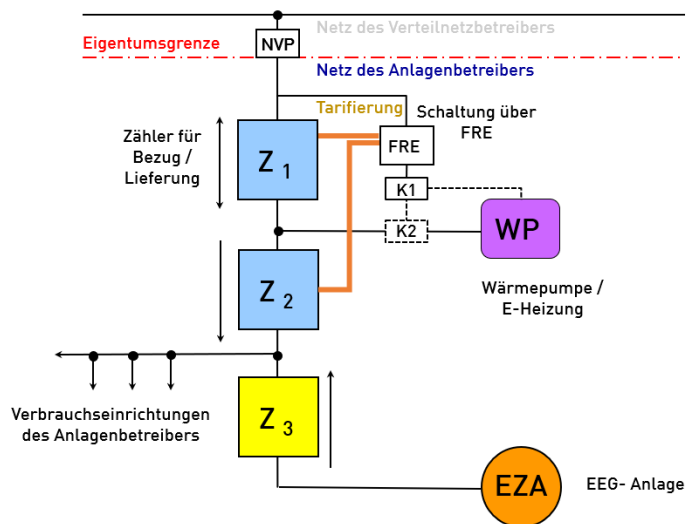 Netz des Verteilnetzbetreibers
Eigentumsgrenze
NVP
Netz des Anlagenbetreibers
Tarifierung
Schaltung über
FRE
Zähler für
Bezug /
Lieferung
Z 1
FRE
K1
K2
WP
Z 2
Wärmepumpe /
E-Heizung
Verbrauchseinrichtungen
des Anlagenbetreibers
Z 3
EZA
EEG- Anlage